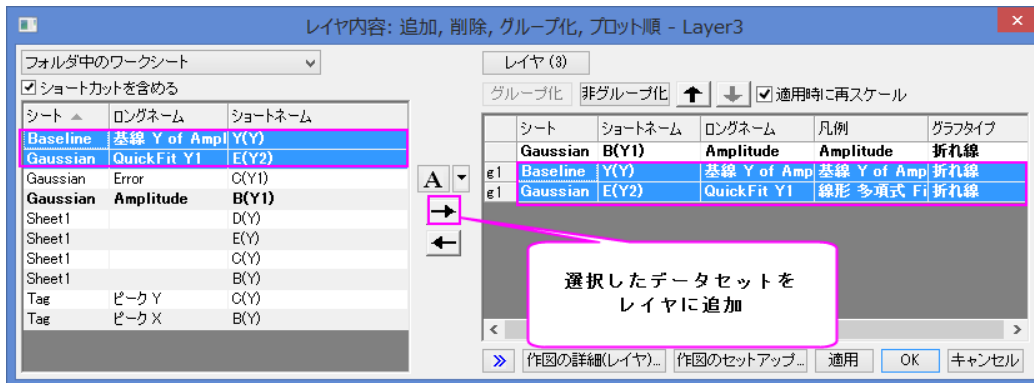 レイヤ内容: 追加, 削除, グループ化, プロット順 - Layer3
フォルダ中のワークシート
ショートカットを含める
シート ロングネーム ショートネーム
Baseline 基線 Y of Ampl Y(Y)
Gaussian QuickFit Y1 E(Y2)
Gaussian Error C(Y1)
Gaussian Amplitude B(Y1)
Sheet1 D(Y)
Sheet1 E(Y)
Sheet1 C(Y)
Sheet1 B(Y)
Tag ピーク Y C(Y)
Tag ピーク X B(Y)
A
レイヤ (3)
グループ化 非グループ化 適用時に再スケール
シート ショートネーム ロングネーム 凡例 グラフタイプ
Gaussian B(Y1) Amplitude Amplitude 折れ線
g1 Baseline Y(Y) 基線 Y of Amp 基線 Y of Amp 折れ線
g1 Gaussian E(Y2) QuickFit Y1 線形 多項式 Fi 折れ線
選択したデータセットを
レイヤに追加
作図の詳細(レイヤ)... 作図のセットアップ... 適用 OK キャンセル